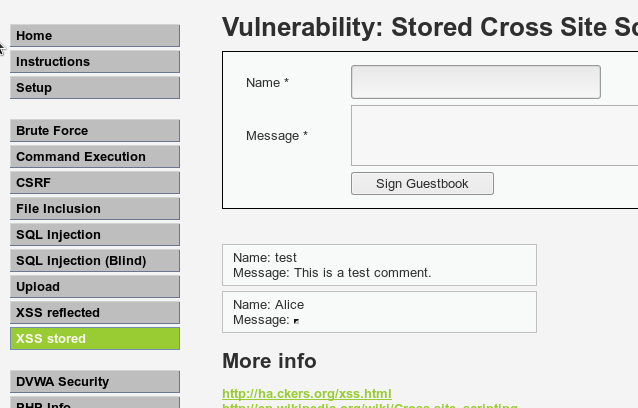 Home
Instructions
Setup
Brute Force
Command Execution
CSRF
File Inclusion
SQL Injection
SQL Injection (Blind)
Upload
XSS reflected
XSS stored
DVWA Security
PHP Info
Vulnerability: Stored Cross Site
Name *
Message *
Sign Guestbook
Name: test
Message: This is a test comment.
Name: Alice
Message:
More info
http://ha.ckers.org/xss.html
http://en.wikipedia.org/wiki/Cross-site_scripting